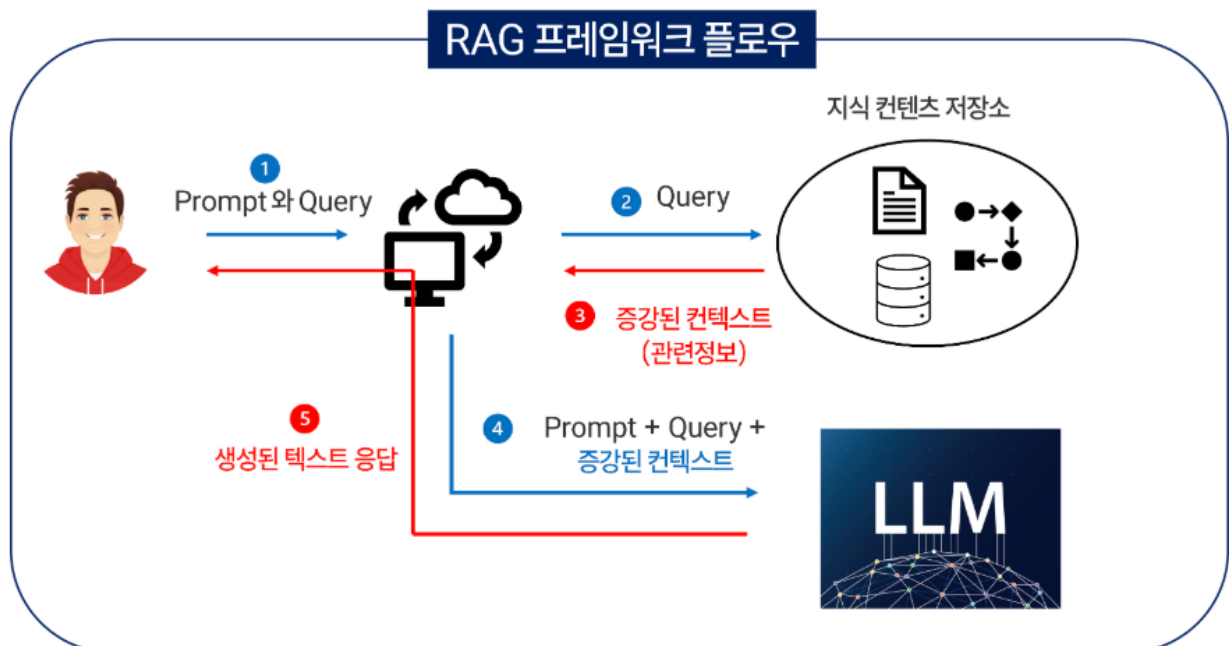 RAG 프레임워크 플로우
지식 컨텐츠 저장소
1
Prompt 와 Query
2 Query
3 증강된 컨텍스트
(관련정보)
5
생성된 텍스트 응답
4 Prompt + Query +
증강된 컨텍스트
LLM